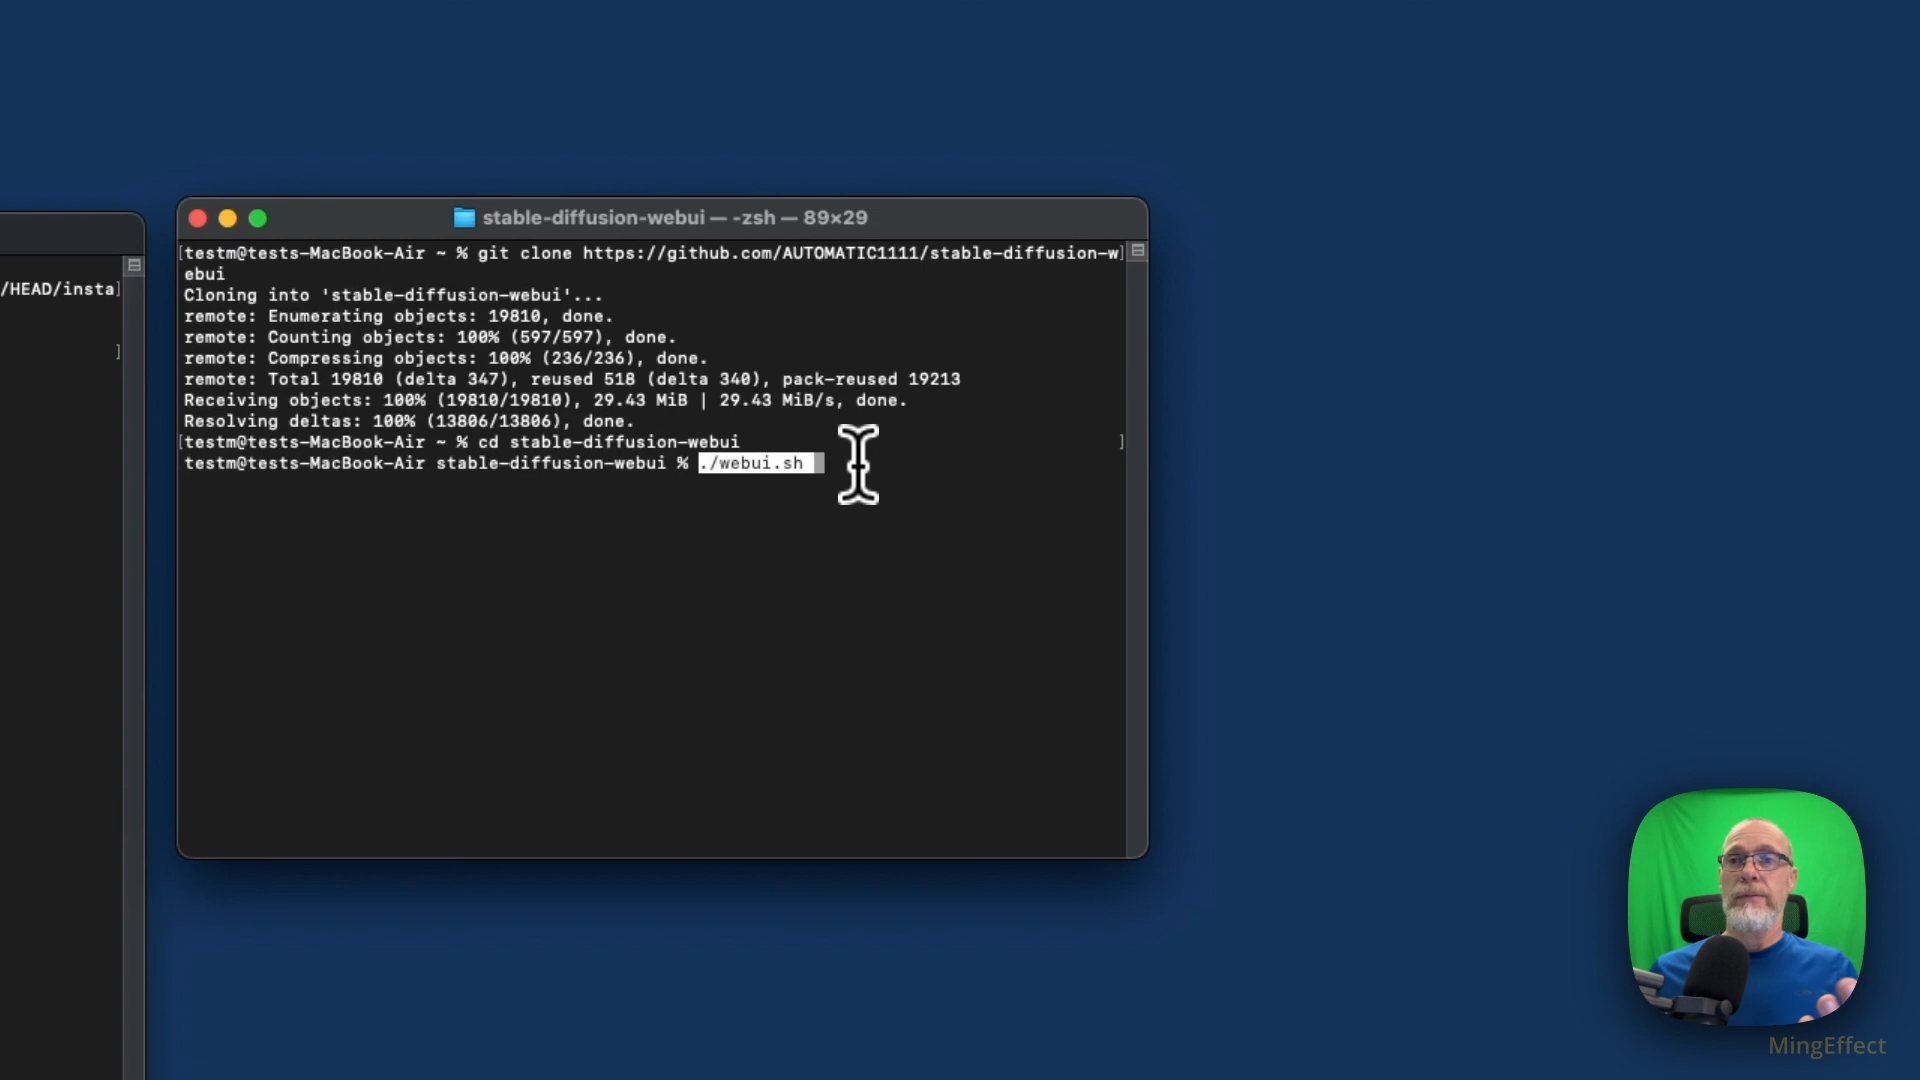 /HEAD/insta]
]
stable-diffusion-webui — -zsh — 89×29
[testm@tests-MacBook-Air ~ % git clone https://github.com/AUTOMATIC1111/stable-diffusion-w]
ebui
Cloning into 'stable-diffusion-webui'...
remote: Enumerating objects: 19810, done.
remote: Counting objects: 100% (597/597), done.
remote: Compressing objects: 100% (236/236), done.
remote: Total 19810 (delta 347), reused 518 (delta 340), pack-reused 19213
Receiving objects: 100% (19810/19810), 29.43 MiB | 29.43 MiB/s, done.
Resolving deltas: 100% (13806/13806), done.
[testm@tests-MacBook-Air ~ % cd stable-diffusion-webui ]
testm@tests-MacBook-Air stable-diffusion-webui % ./webui.sh
MingEffect